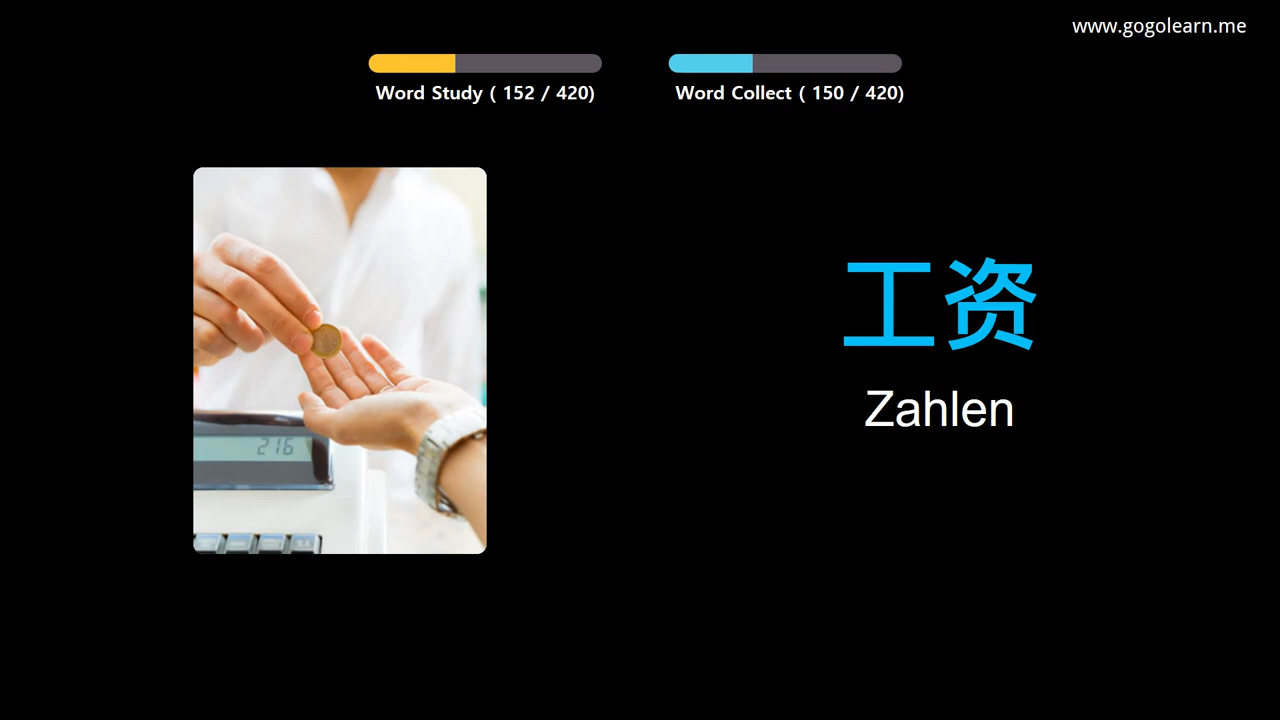 www.gogolearn.me
Word Study ( 152 / 420)
Word Collect ( 150 / 420)
工资
Zahlen
216